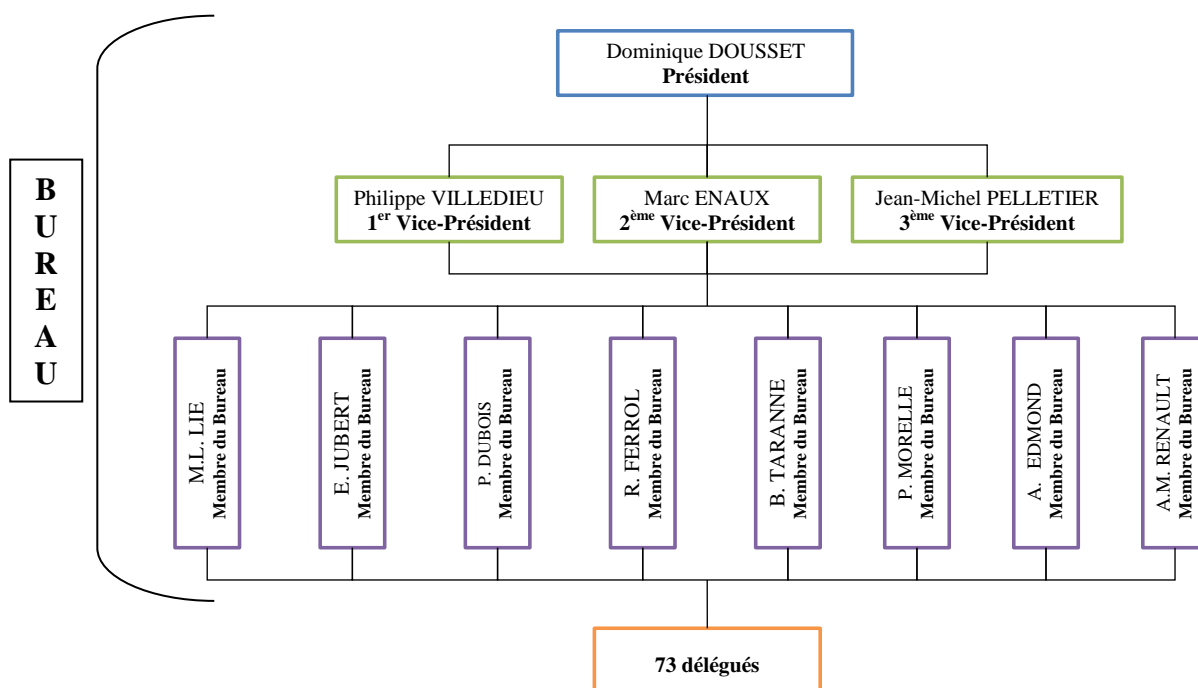 Dominique DOUSSET
Président
BUREAU
Philippe VILLEDIEU
1er Vice-Président
Marc ENAUX
2ème Vice-Président
Jean-Michel PELLETIER
3ème Vice-Président
M.L. LIE
Membre du Bureau
E. JUBERT
Membre du Bureau
P. DUBOIS
Membre du Bureau
R. FERROL
Membre du Bureau
B. TARANNE
Membre du Bureau
P. MORELLE
Membre du Bureau
A. EDMOND
Membre du Bureau
A.M. RENAULT
Membre du Bureau
73 délégués